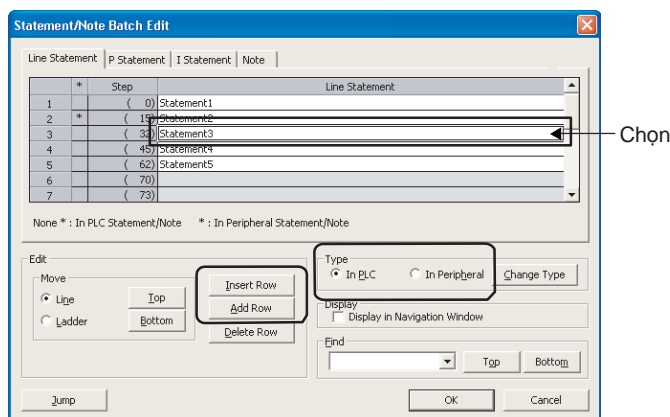 Statement/Note Batch Edit
Line Statement P Statement I Statement Note
* Step Line Statement
1 ( 0) Statement1
2 * ( 15) Statement2
3 ( 32) Statement3
Chọn
4 ( 45) Statement4
5 ( 62) Statement5
6 ( 70)
7 ( 73)
None * : In PLC Statement/Note * : In Peripheral Statement/Note
Edit
Move
Line
Ladder
Top
Bottom
Insert Row
Add Row
Delete Row
Type
In PLC In Peripheral Change Type
Display
Display in Navigation Window
Find
Top Bottom
Jump OK Cancel